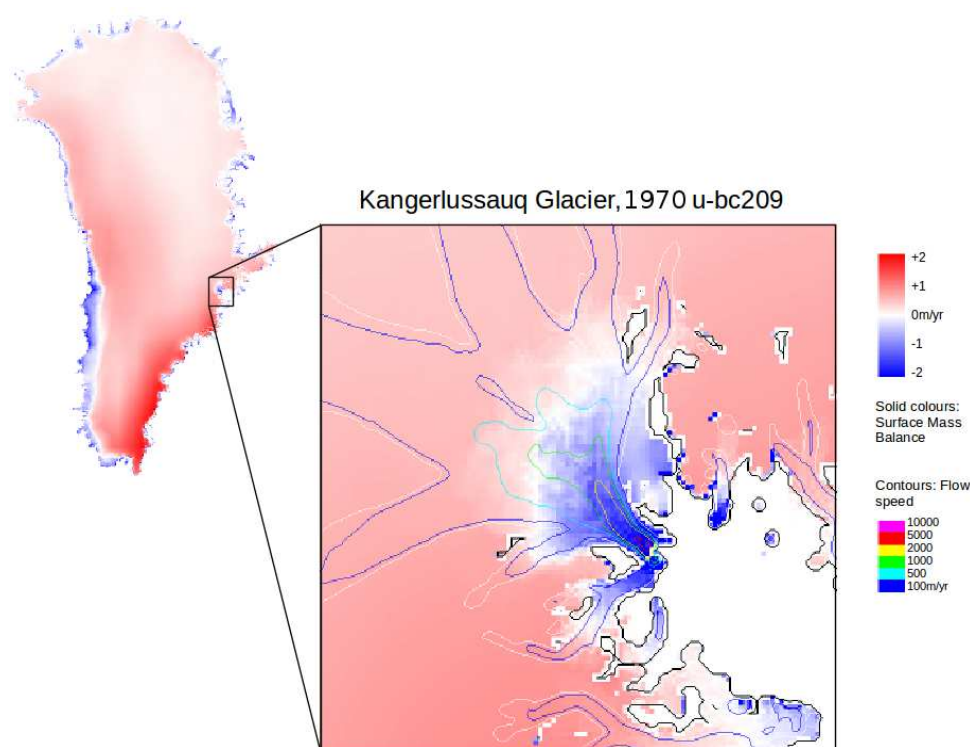 Kangerlussauq Glacier, 1970 u-bc209
+2
+1
0m/yr
-1
-2
Solid colours:
Surface Mass
Balance
Contours: Flow
speed
10000
5000
2000
1000
500
100m/yr